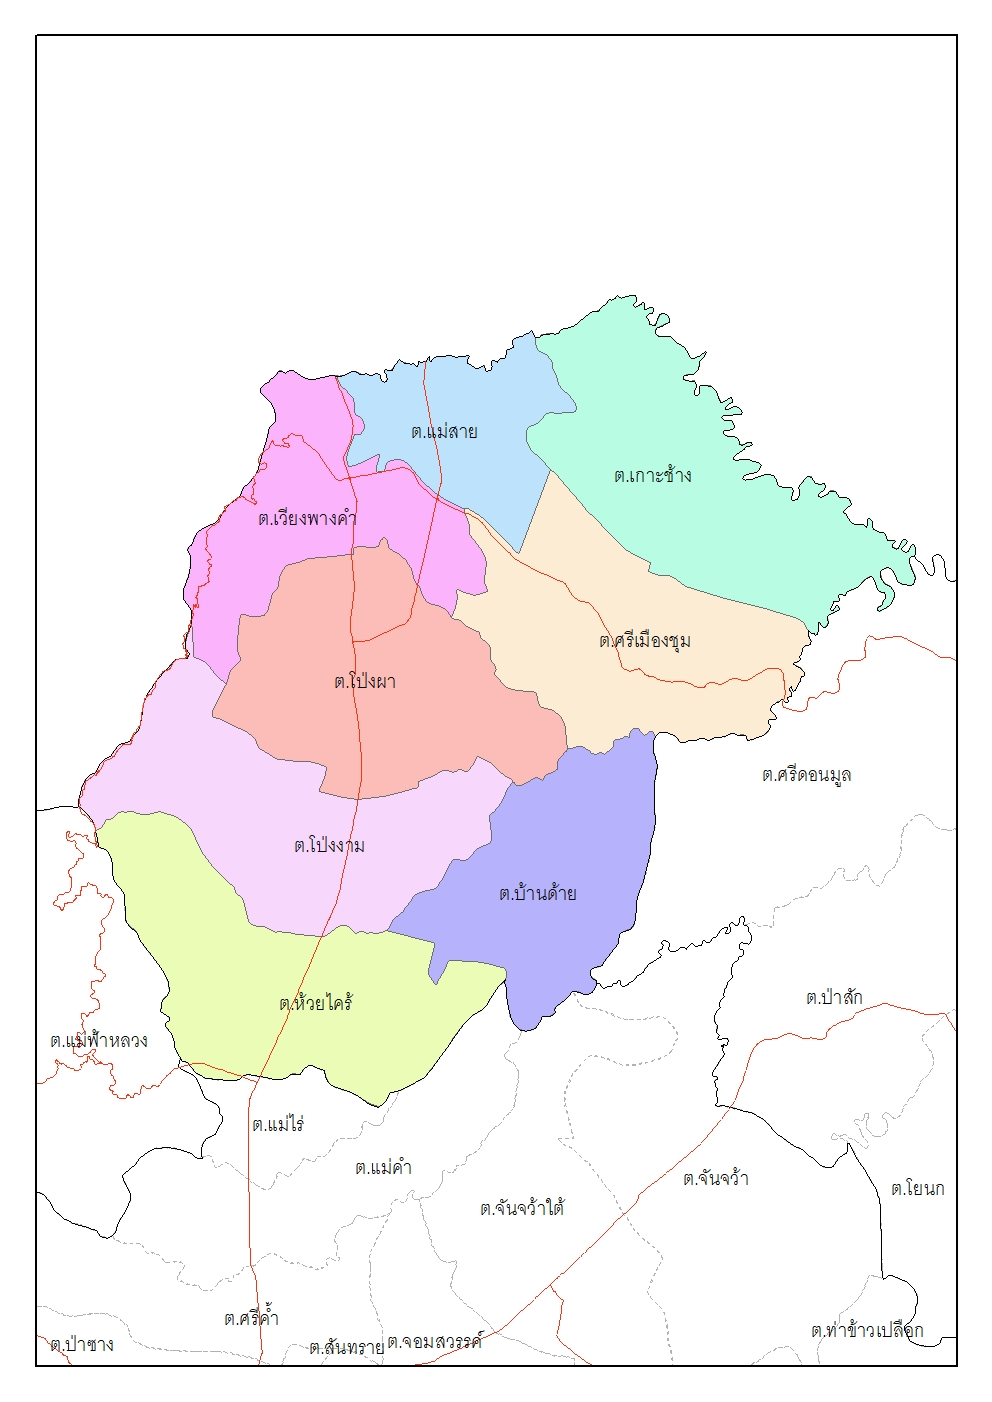 ต.แม่สาย
ต.เกาะช้าง
ต.เวียงพางคำ
ต.ศรีเมืองชุม
ต.โป่งผา
ต.ศรีดอนมูล
ต.โป่งงาม
ต.บ้านด้าย
ต.ป่าสัก
ต.ห้วยไคร้
ต.แม่ฟ้าหลวง
ต.แม่ไร่
ต.แม่คำ
ต.จันจว้า
ต.โยนก
ต.จันจว้าใต้
ต.ศรีค้ำ
ต.ท่าข้าวเปลือก
ต.ป่าซาง
ต.สันทราย
ต.จอมสวรรค์